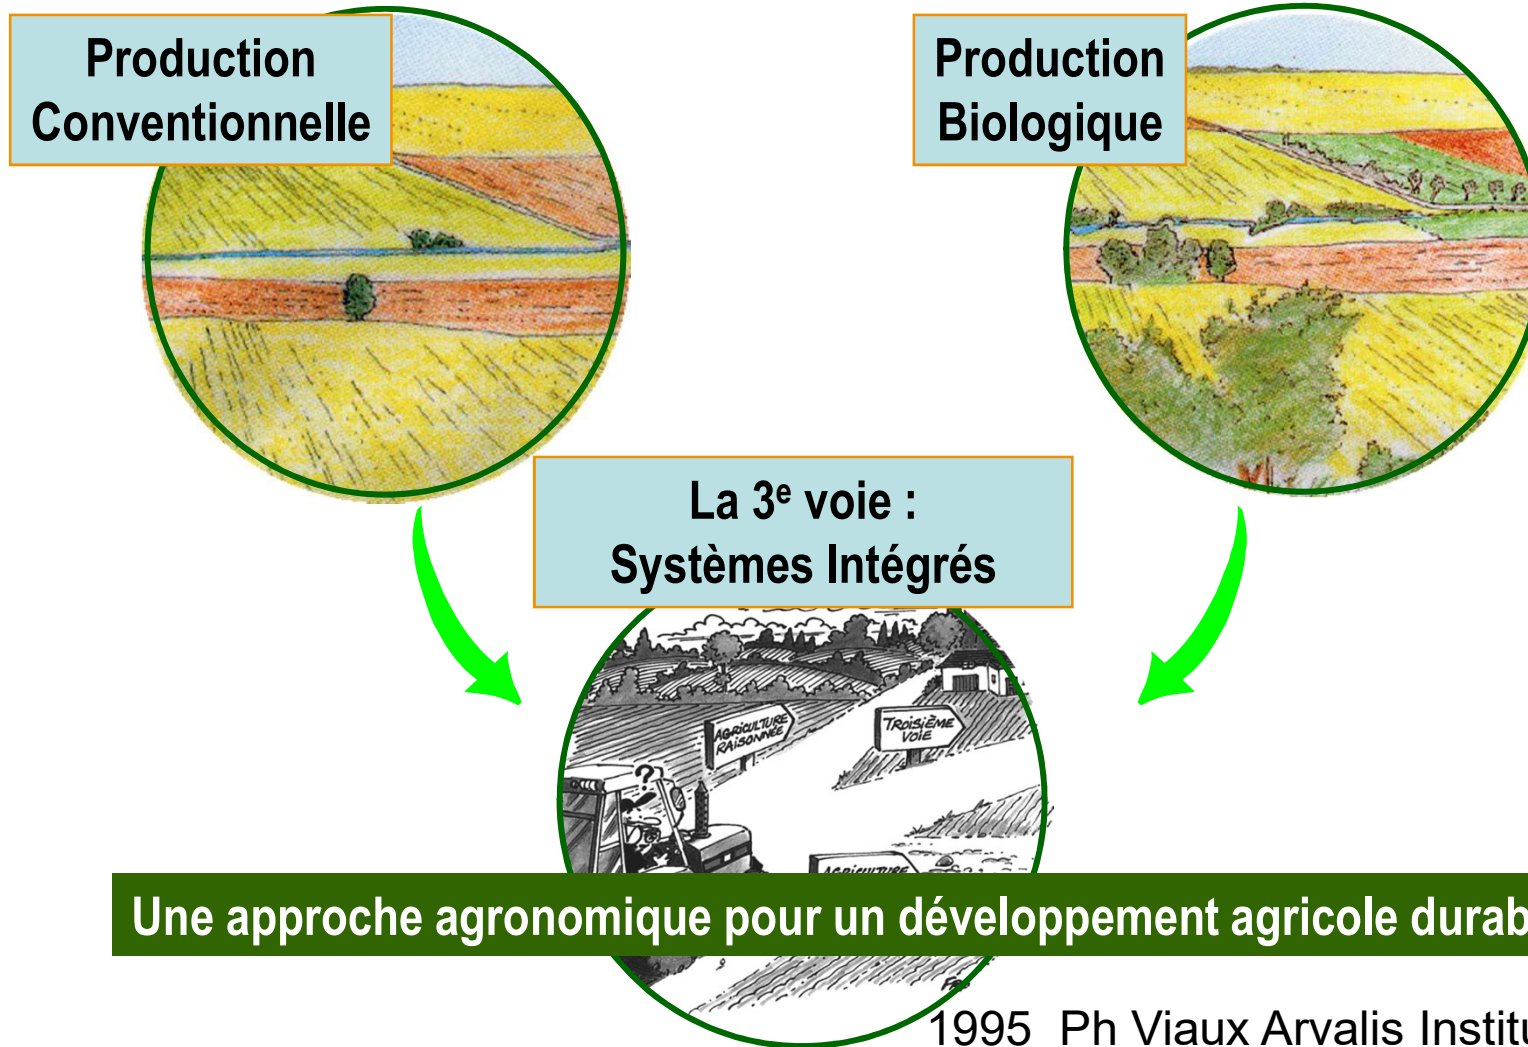 Production
Conventionnelle
Production
Biologique
La 3e voie :
Systèmes Intégrés
AGRICULTURE
RAISONNÉE
TROISIÈME
VOIE
AGRICULTURE
Une approche agronomique pour un développement agricole durab
1995 Ph Viaux Arvalis Institu